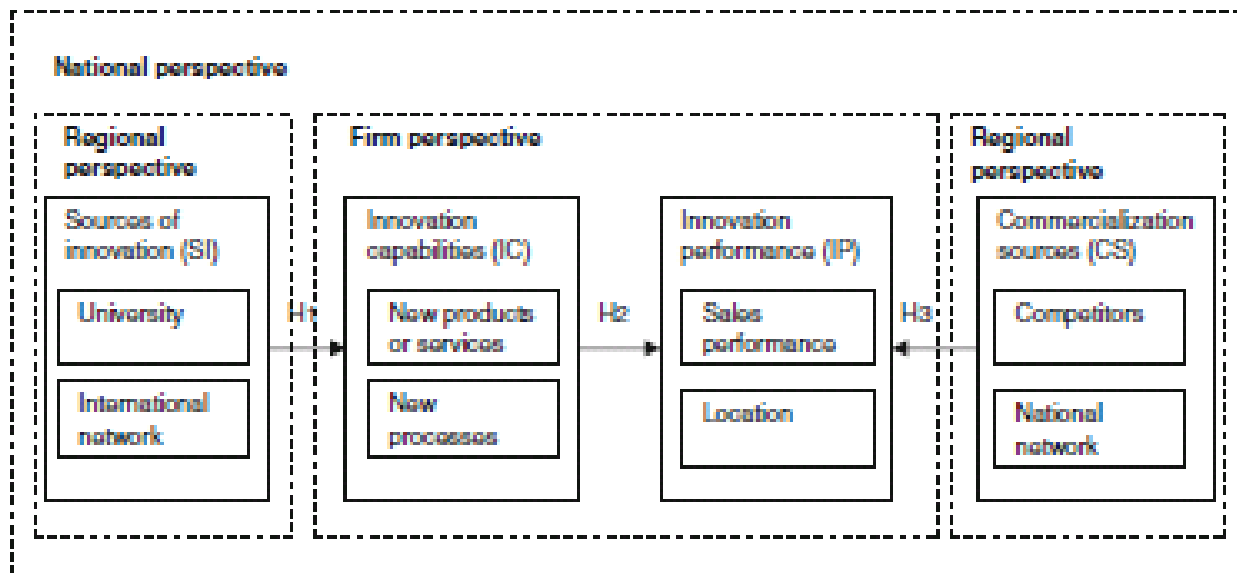 National perspective
Regional
perspective
Sources of
innovation (SI)
University
International
network
H1
Firm perspective
Innovation
capabilities (IC)
New products
or services
New
processes
H2
Innovation
performance (IP)
Sales
performance
Location
H3
Regional
perspective
Commercialization
sources (CS)
Competitors
National
network